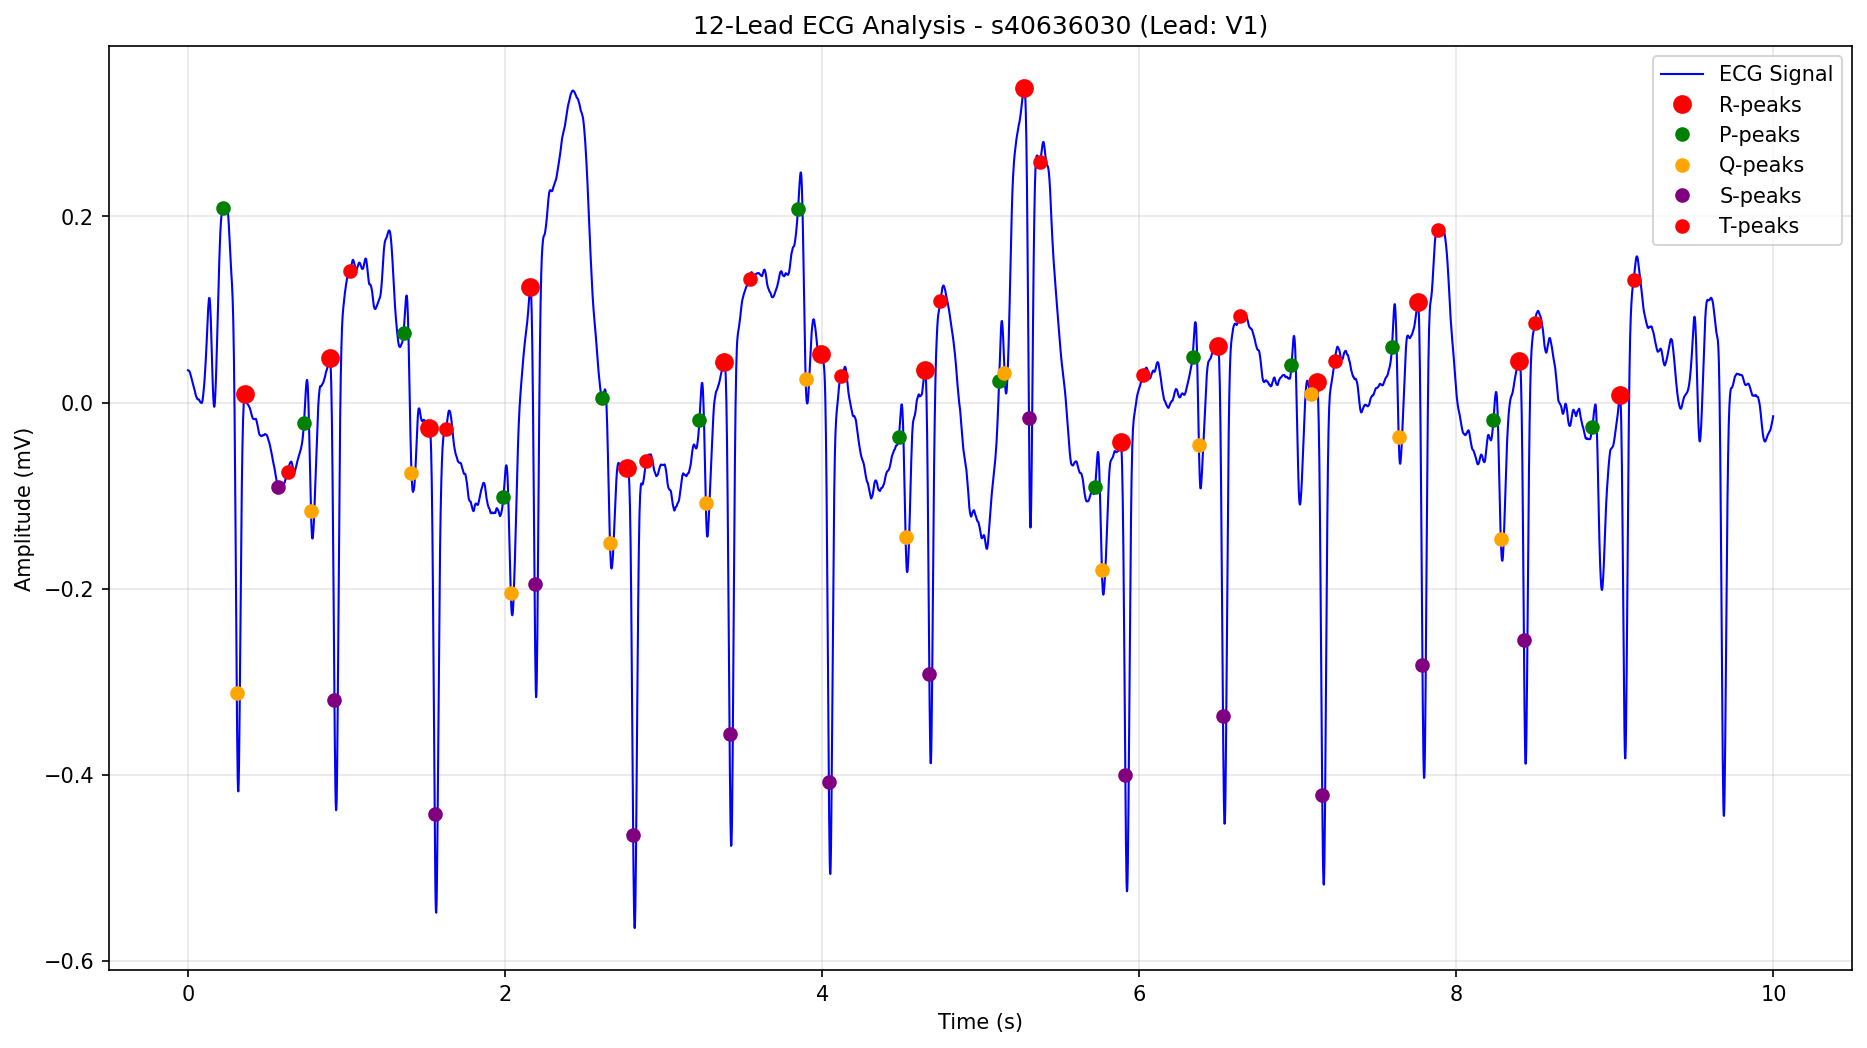 12-Lead ECG Analysis - s40636030 (Lead: V1)
ECG Signal
R-peaks
P-peaks
Q-peaks
S-peaks
T-peaks
Amplitude (mV)
0.2
0.0
−0.2
−0.4
−0.6
0 2 4 6 8 10
Time (s)